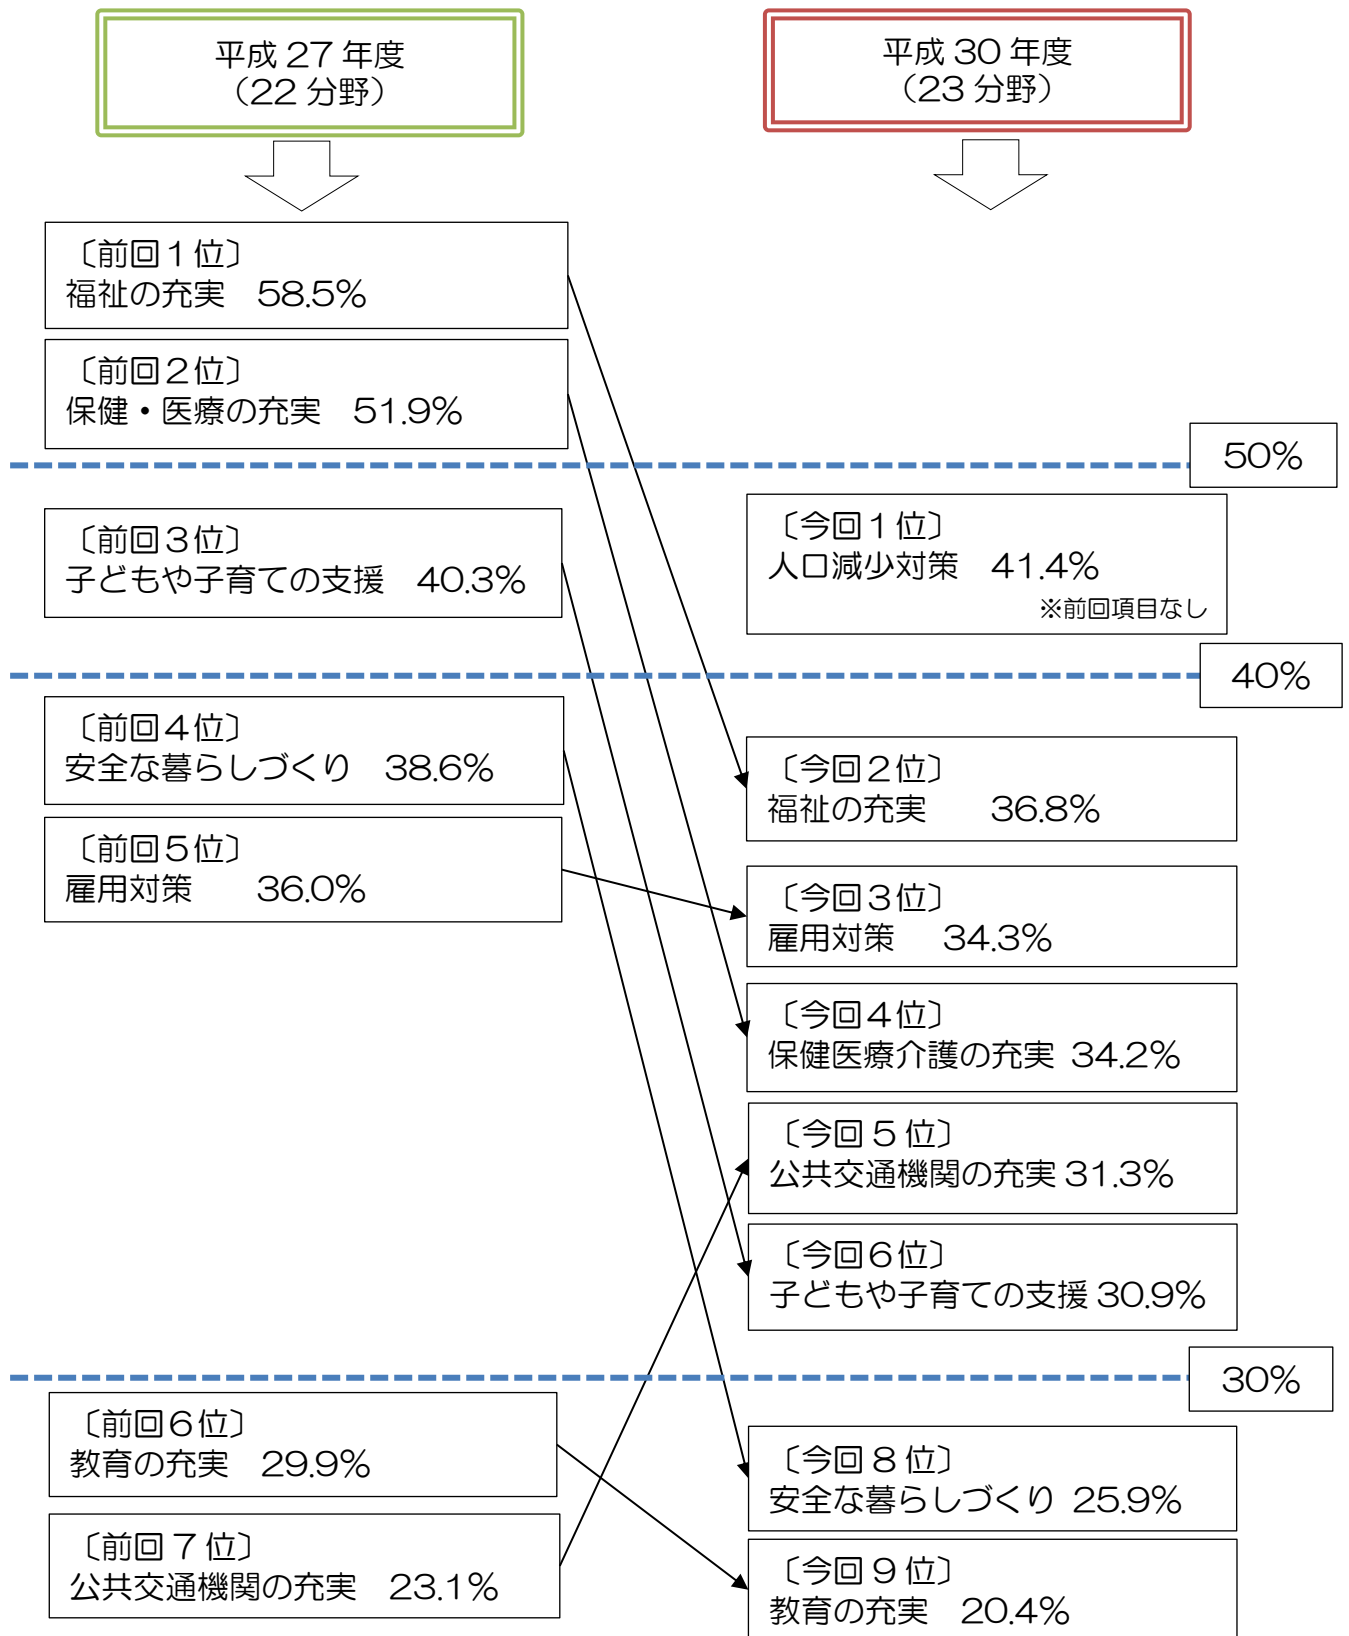 平成 27 年度
（22 分野）
平成 30 年度
（23 分野）
〔前回１位〕
福祉の充実　58.5%
〔前回２位〕
保健・医療の充実　51.9%
50%
〔前回３位〕
子どもや子育ての支援　40.3%
〔今回１位〕
人口減少対策　41.4%
※前回項目なし
40%
〔前回４位〕
安全な暮らしづくり　38.6%
〔今回２位〕
福祉の充実　　36.8%
〔前回５位〕
雇用対策　　36.0%
〔今回３位〕
雇用対策　 34.3%
〔今回４位〕
保健医療介護の充実 34.2%
〔今回５位〕
公共交通機関の充実 31.3%
〔今回６位〕
子どもや子育ての支援 30.9%
30%
〔前回６位〕
教育の充実　29.9%
〔今回８位〕
安全な暮らしづくり 25.9%
〔前回７位〕
公共交通機関の充実　23.1%
〔今回９位〕
教育の充実　20.4%